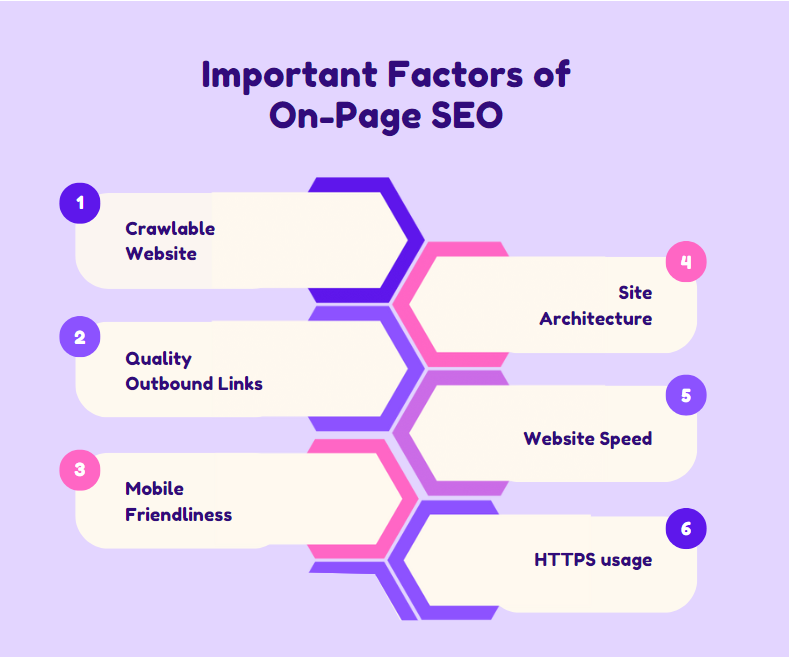 Important Factors of
On-Page SEO
1
Crawlable
Website
2
Quality
Outbound Links
3
Mobile
Friendliness
4
Site
Architecture
5
Website Speed
6
HTTPS usage